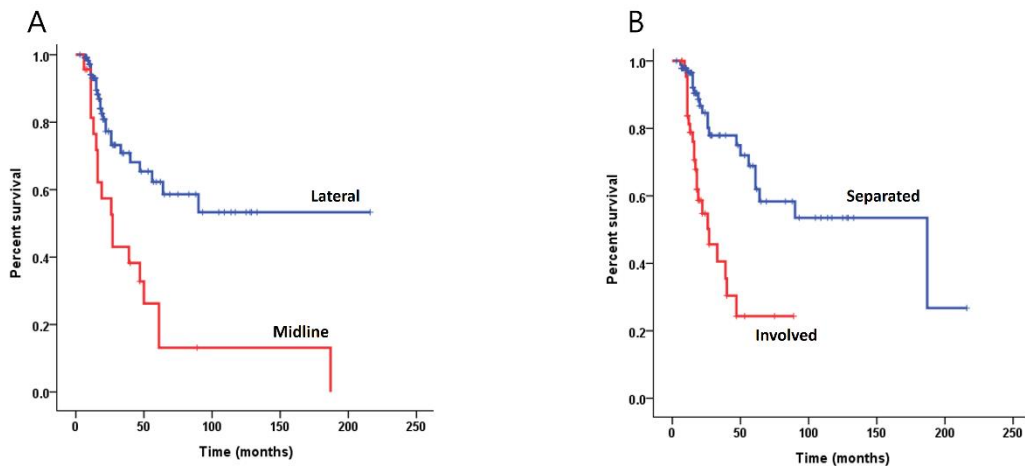 A
Percent survival
1.0
0.8
0.6
0.4
0.2
0.0
Lateral
Midline
0 50 100 150 200 250
Time (months)
B
Percent survival
1.0
0.8
0.6
0.4
0.2
0.0
Separated
Involved
0 50 100 150 200 250
Time (months)